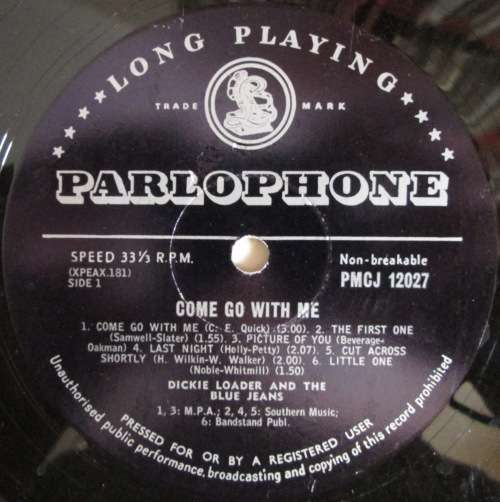 LONG PLAYING
TRADE MARK
PARLOPHONE
SPEED 33⅓ R.P.M.
(XPEAX.181)
SIDE 1
Non-breakable
PMCJ 12027
COME GO WITH ME
1. COME GO WITH ME (C. E. Quick) (3.00). 2. THE FIRST ONE
(Samwell-Slater) (1.55). 3. PICTURE OF YOU (Beverage-
Oakman) 4. LAST NIGHT (Holly-Petty) (2.07). 5. CUT ACROSS
SHORTLY (H. Wilkin-W. Walker) (2.00). 6. LITTLE ONE
(Noble-Whitmill) (1.50)
DICKIE LOADER AND THE
BLUE JEANS
1, 3: M.P.A.; 2, 4, 5: Southern Music;
6: Bandstand Publ.
PRESSED FOR OR BY A REGISTERED USER
Unauthorised public performance, broadcasting and copying of this record prohibited